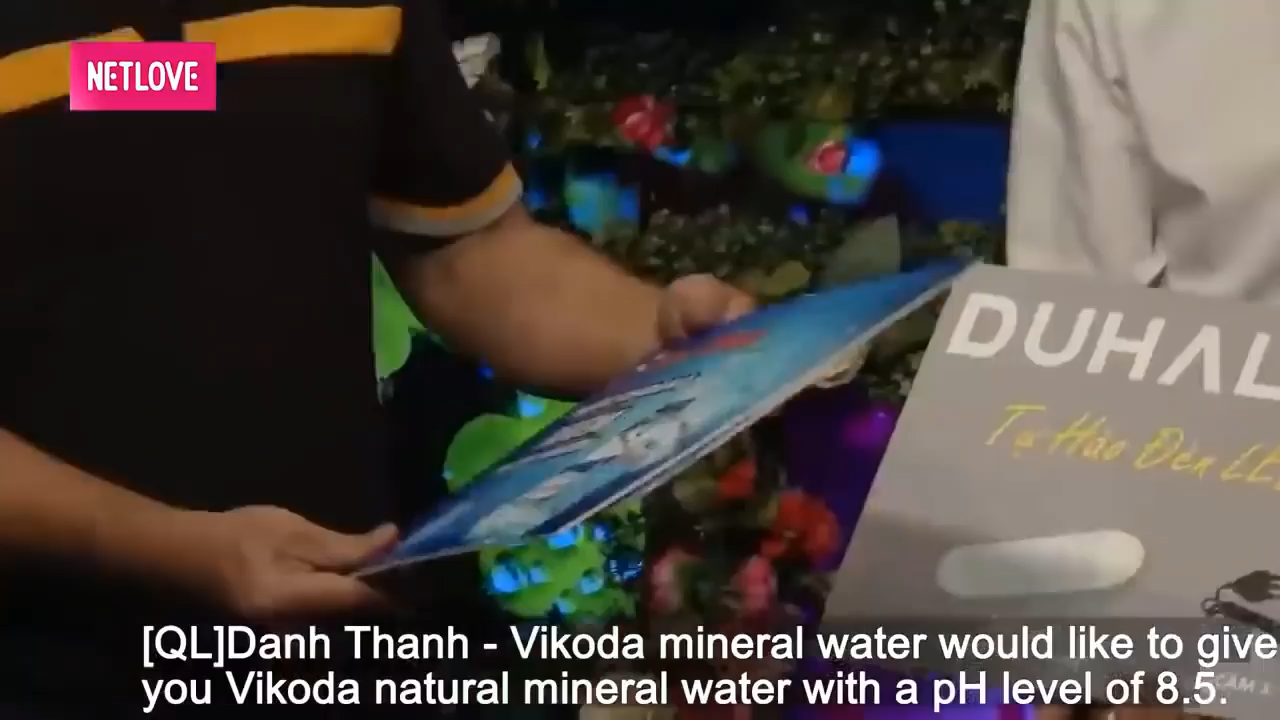 NETLOVE
DUHAL
Tự Hào Đèn LE
[QL]Danh Thanh - Vikoda mineral water would like to give
you Vikoda natural mineral water with a pH level of 8.5.